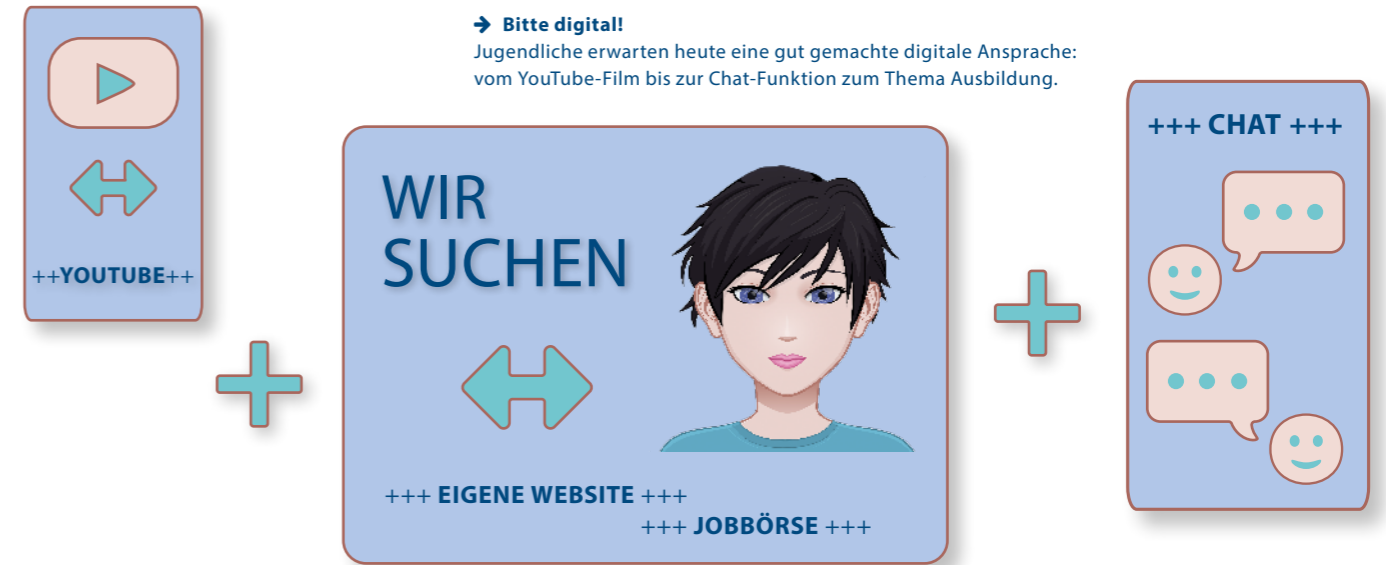 ➔ Bitte digital!
Jugendliche erwarten heute eine gut gemachte digitale Ansprache:
vom YouTube-Film bis zur Chat-Funktion zum Thema Ausbildung.
++YOUTUBE++
WIR
SUCHEN
+++ EIGENE WEBSITE +++
+++ JOBBÖRSE +++
+++ CHAT +++